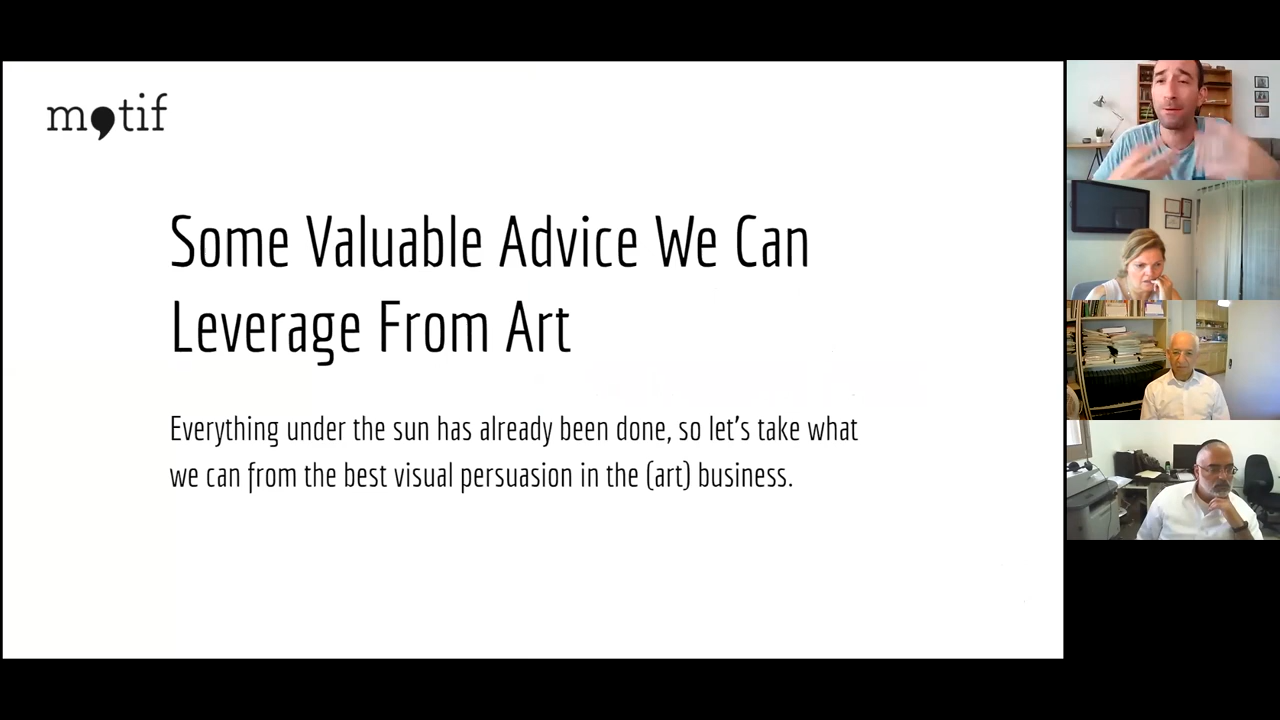 motif
Some Valuable Advice We Can
Leverage From Art
Everything under the sun has already been done, so let's take what
we can from the best visual persuasion in the (art) business.